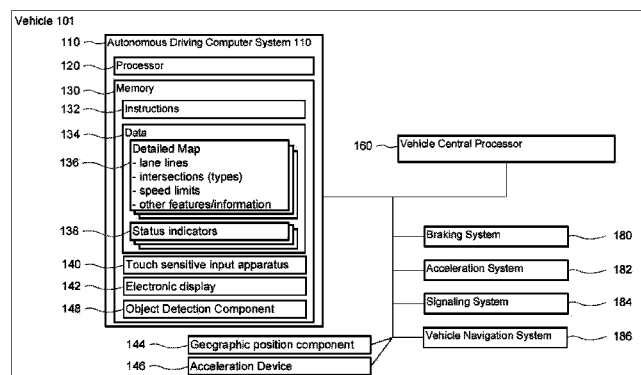 Vehicle 101
110
Autonomous Driving Computer System 110
120
Processor
130
Memory
132
Instructions
134
Data
136
Detailed Map
- lane lines
- intersections (types)
- speed limits
- other features/information
138
Status indicators
140
Touch sensitive input apparatus
142
Electronic display
148
Object Detection Component
144
Geographic position component
146
Acceleration Device
160
Vehicle Central Processor
Braking System
180
Acceleration System
182
Signaling System
184
Vehicle Navigation System
186